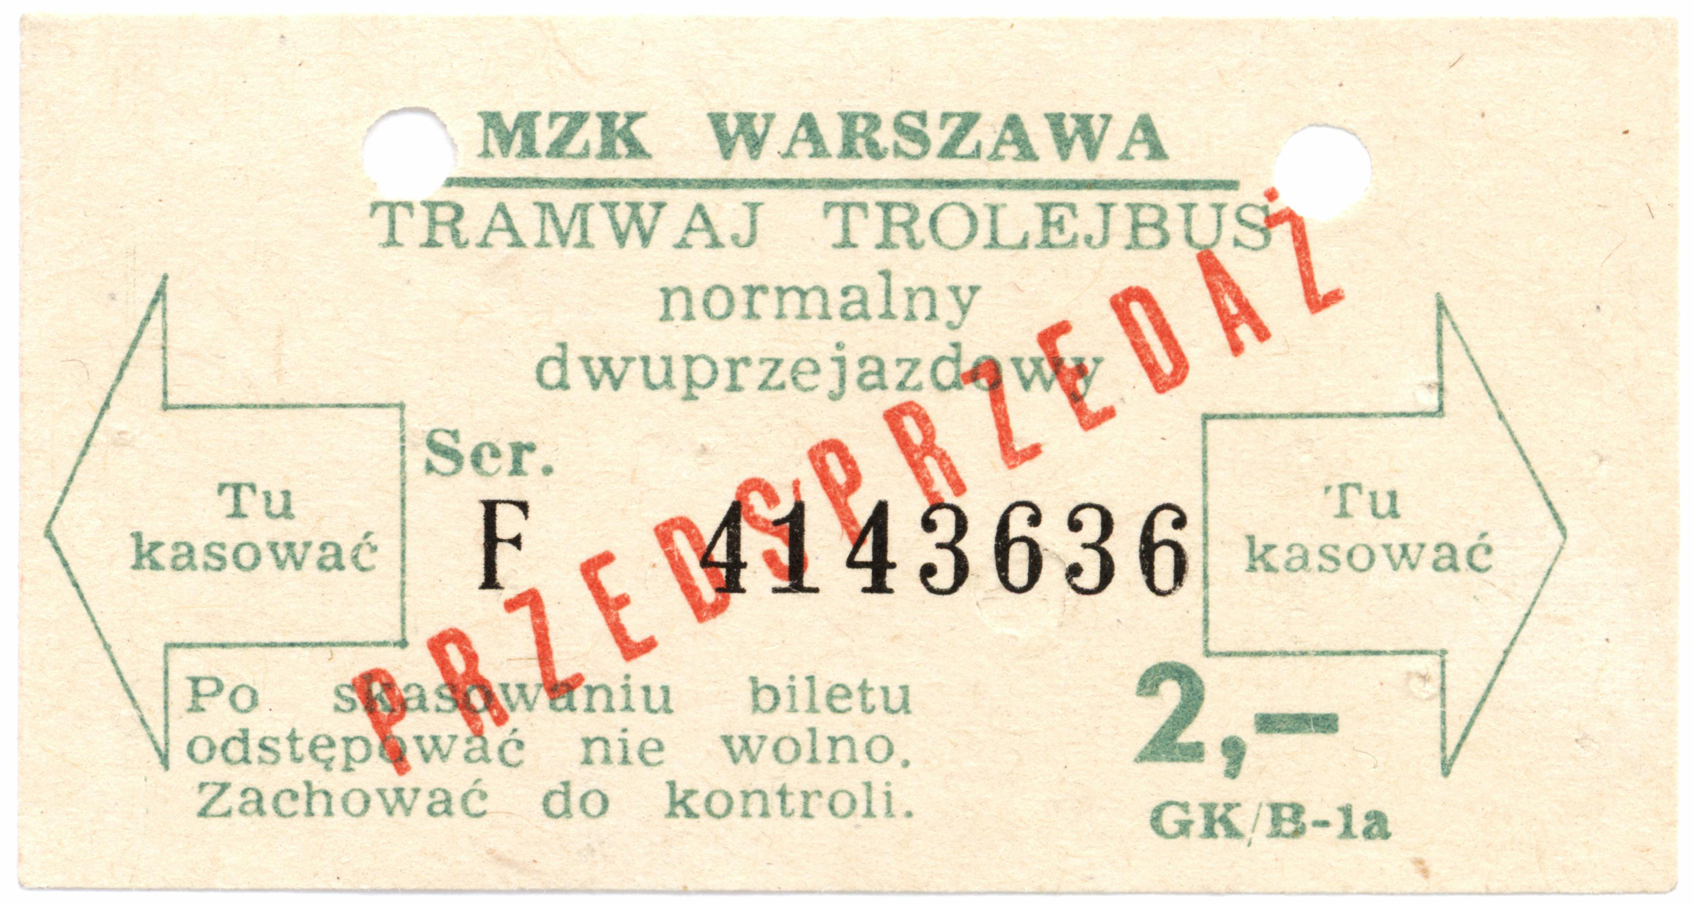 MZK WARSZAWA
TRAMWAJ TROLEJBUS
normalny
dwuprzejazdowy
Ser.
F 4143636
PRZEDSPRZEDAŻ
Tu
kasować
Tu
kasować
Po skasowaniu biletu
odstępować nie wolno.
Zachować do kontroli.
2,—
GK/B-1a